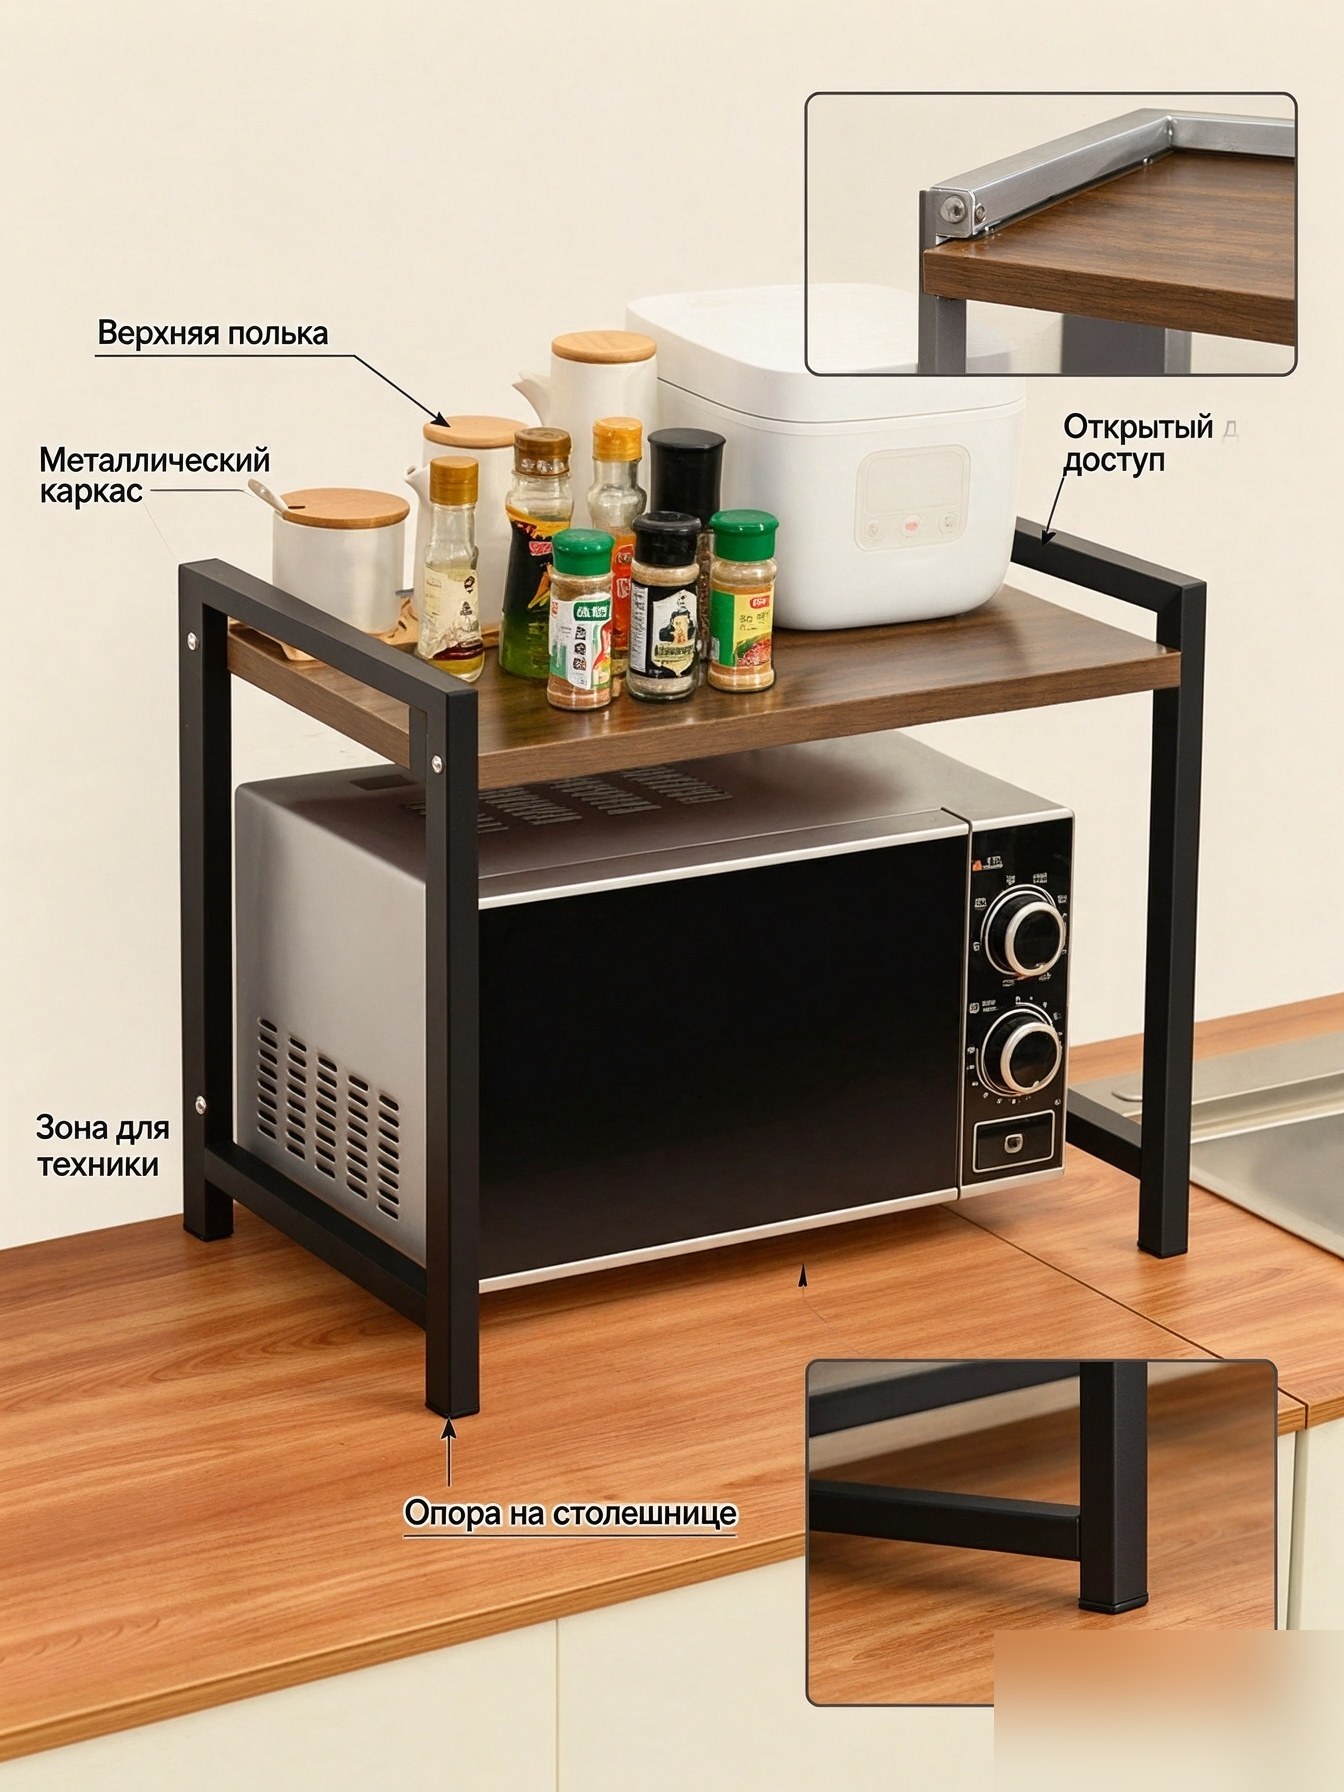 Верхняя полька
Металлический
каркас
Открытый д
доступ
Зона для
техники
Опора на столешнице